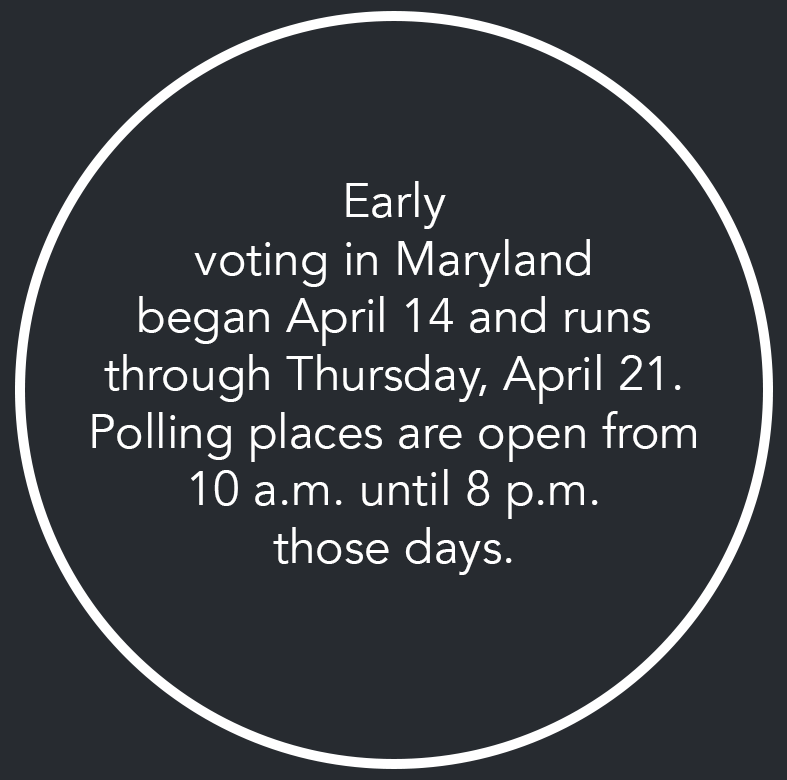 Early
voting in Maryland
began April 14 and runs
through Thursday, April 21.
Polling places are open from
10 a.m. until 8 p.m.
those days.